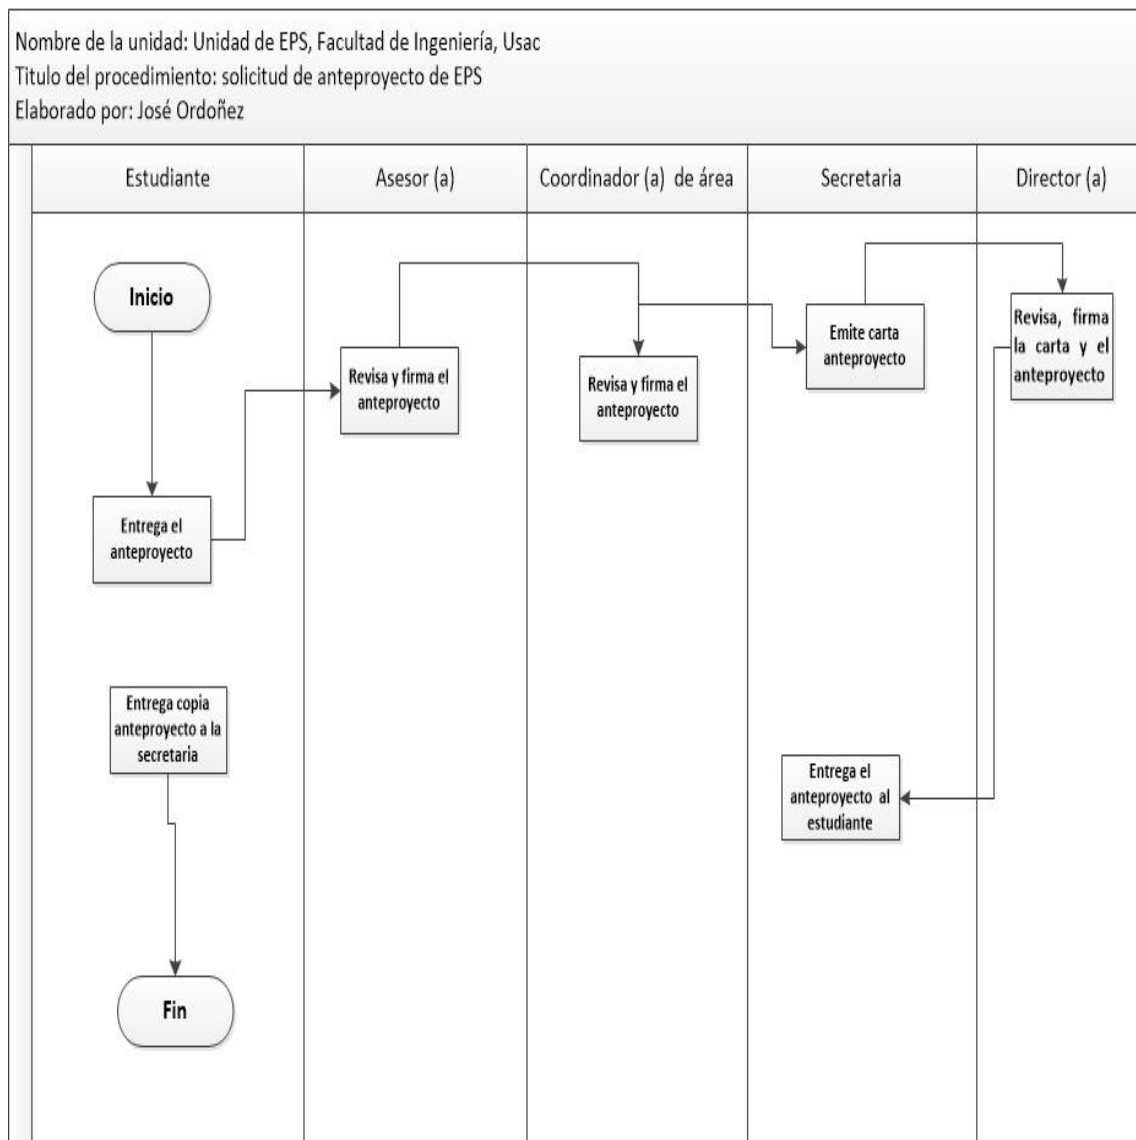 Nombre de la unidad: Unidad de EPS, Facultad de Ingeniería, Usac
Titulo del procedimiento: solicitud de anteproyecto de EPS
Elaborado por: José Ordoñez
Estudiante
Asesor (a)
Coordinador (a) de área
Secretaria
Director (a)
Inicio
Entrega el
anteproyecto
Revisa y firma el
anteproyecto
Revisa y firma el
anteproyecto
Emite carta
anteproyecto
Revisa, firma
la carta y el
anteproyecto
Entrega el
anteproyecto al
estudiante
Entrega copia
anteproyecto a la
secretaria
Fin